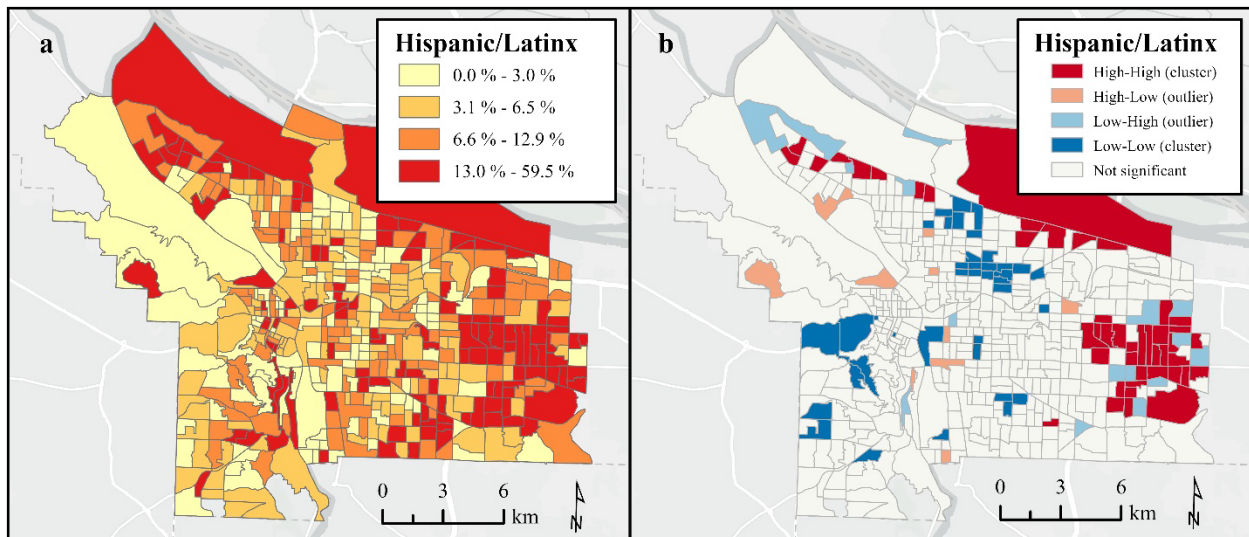 a
Hispanic/Latinx
0.0 % - 3.0 %
3.1 % - 6.5 %
6.6 % - 12.9 %
13.0 % - 59.5 %
0 3 6
km
N
b
Hispanic/Latinx
High-High (cluster)
High-Low (outlier)
Low-High (outlier)
Low-Low (cluster)
Not significant
0 3 6
km
N